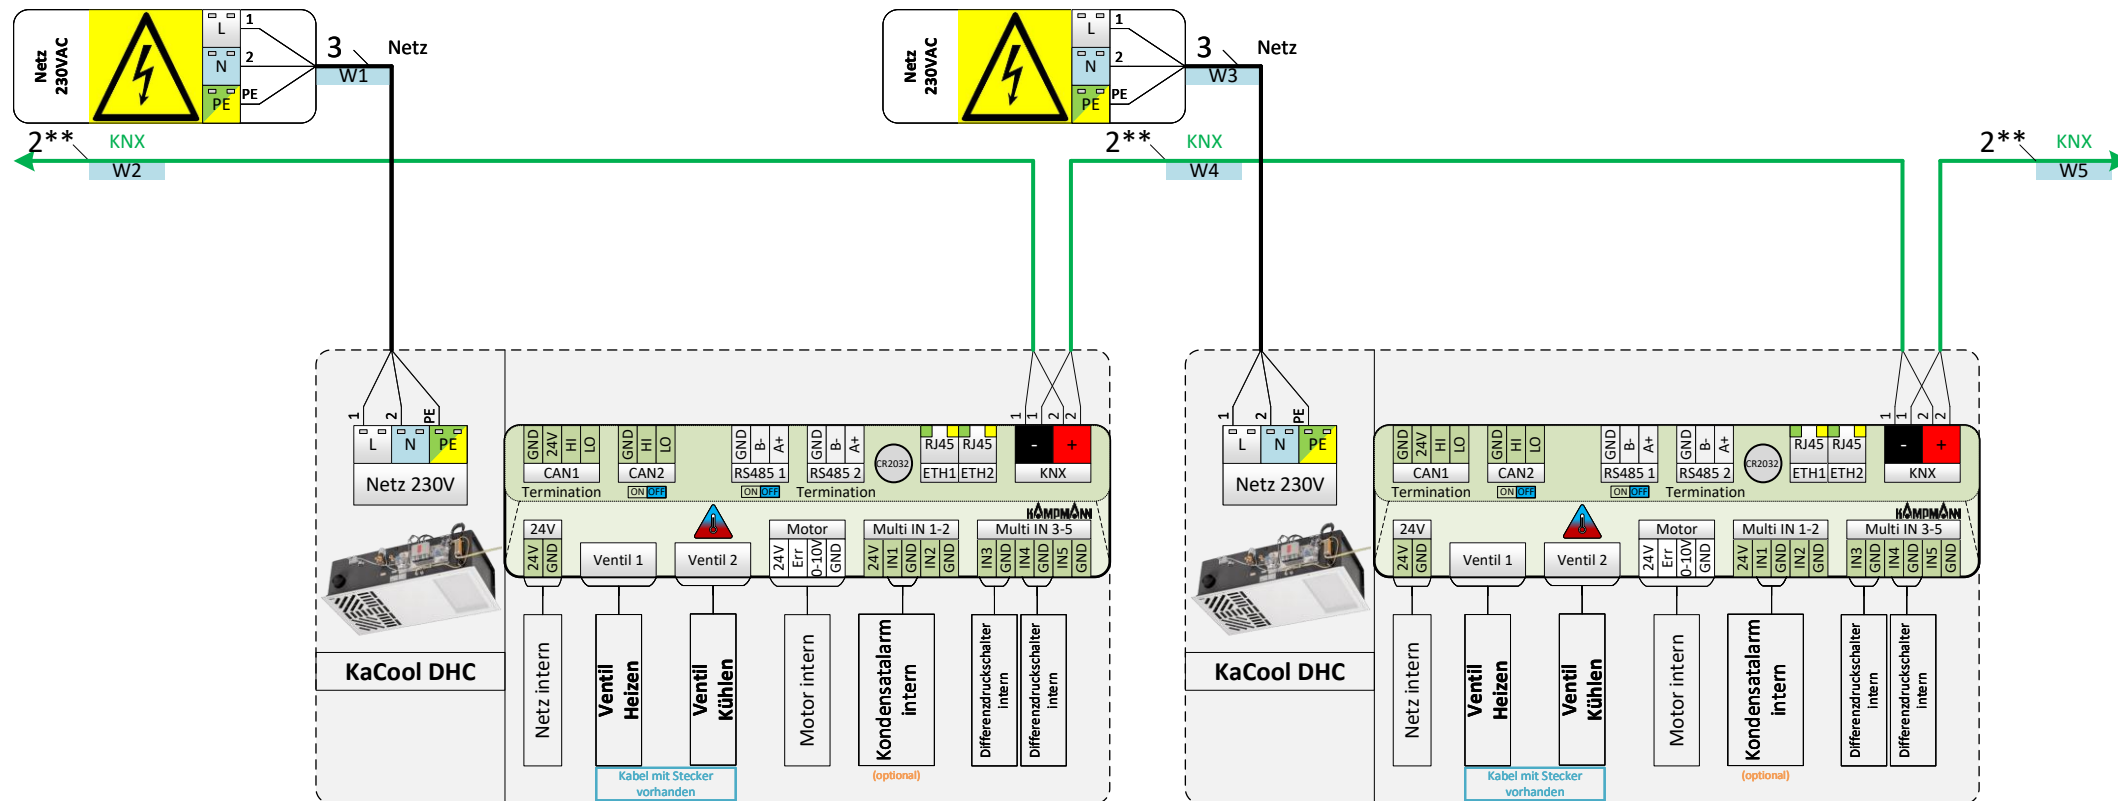 Netz
230VAC
L
N
PE
1
2
PE
3
Netz
W1
2**
KNX
W2
Netz
230VAC
L
N
PE
1
2
PE
3
Netz
W3
2**
KNX
W4
2**
KNX
W5
1
2
PE
L
N
PE
Netz 230V
KaCool DHC
1
1
2
2
GND
24V
HI
LO
CAN1
GND
HI
LO
CAN2
GND
B-
A+
RS485 1
GND
B-
A+
RS485 2
CR2032
RJ45
RJ45
ETH1
ETH2
-
+
KNX
Termination
ON OFF
ON OFF
Termination
KAMPMANN
24V
24V
GND
Ventil 1
Ventil 2
Motor
24V
Err
0-10V
GND
Multi IN 1-2
24V
IN1
GND
IN2
GND
Multi IN 3-5
IN3
GND
IN4
GND
IN5
GND
Netz intern
Ventil
Heizen
Ventil
Kühlen
Motor intern
Kondensatalarm
intern
Differenzdruckschalter
intern
Differenzdruckschalter
intern
Kabel mit Stecker
vorhanden
(optional)
1
2
PE
L
N
PE
Netz 230V
KaCool DHC
1
1
2
2
GND
24V
HI
LO
CAN1
GND
HI
LO
CAN2
GND
B-
A+
RS485 1
GND
B-
A+
RS485 2
CR2032
RJ45
RJ45
ETH1
ETH2
-
+
KNX
Termination
ON OFF
ON OFF
Termination
KAMPMANN
24V
24V
GND
Ventil 1
Ventil 2
Motor
24V
Err
0-10V
GND
Multi IN 1-2
24V
IN1
GND
IN2
GND
Multi IN 3-5
IN3
GND
IN4
GND
IN5
GND
Netz intern
Ventil
Heizen
Ventil
Kühlen
Motor intern
Kondensatalarm
intern
Differenzdruckschalter
intern
Differenzdruckschalter
intern
Kabel mit Stecker
vorhanden
(optional)